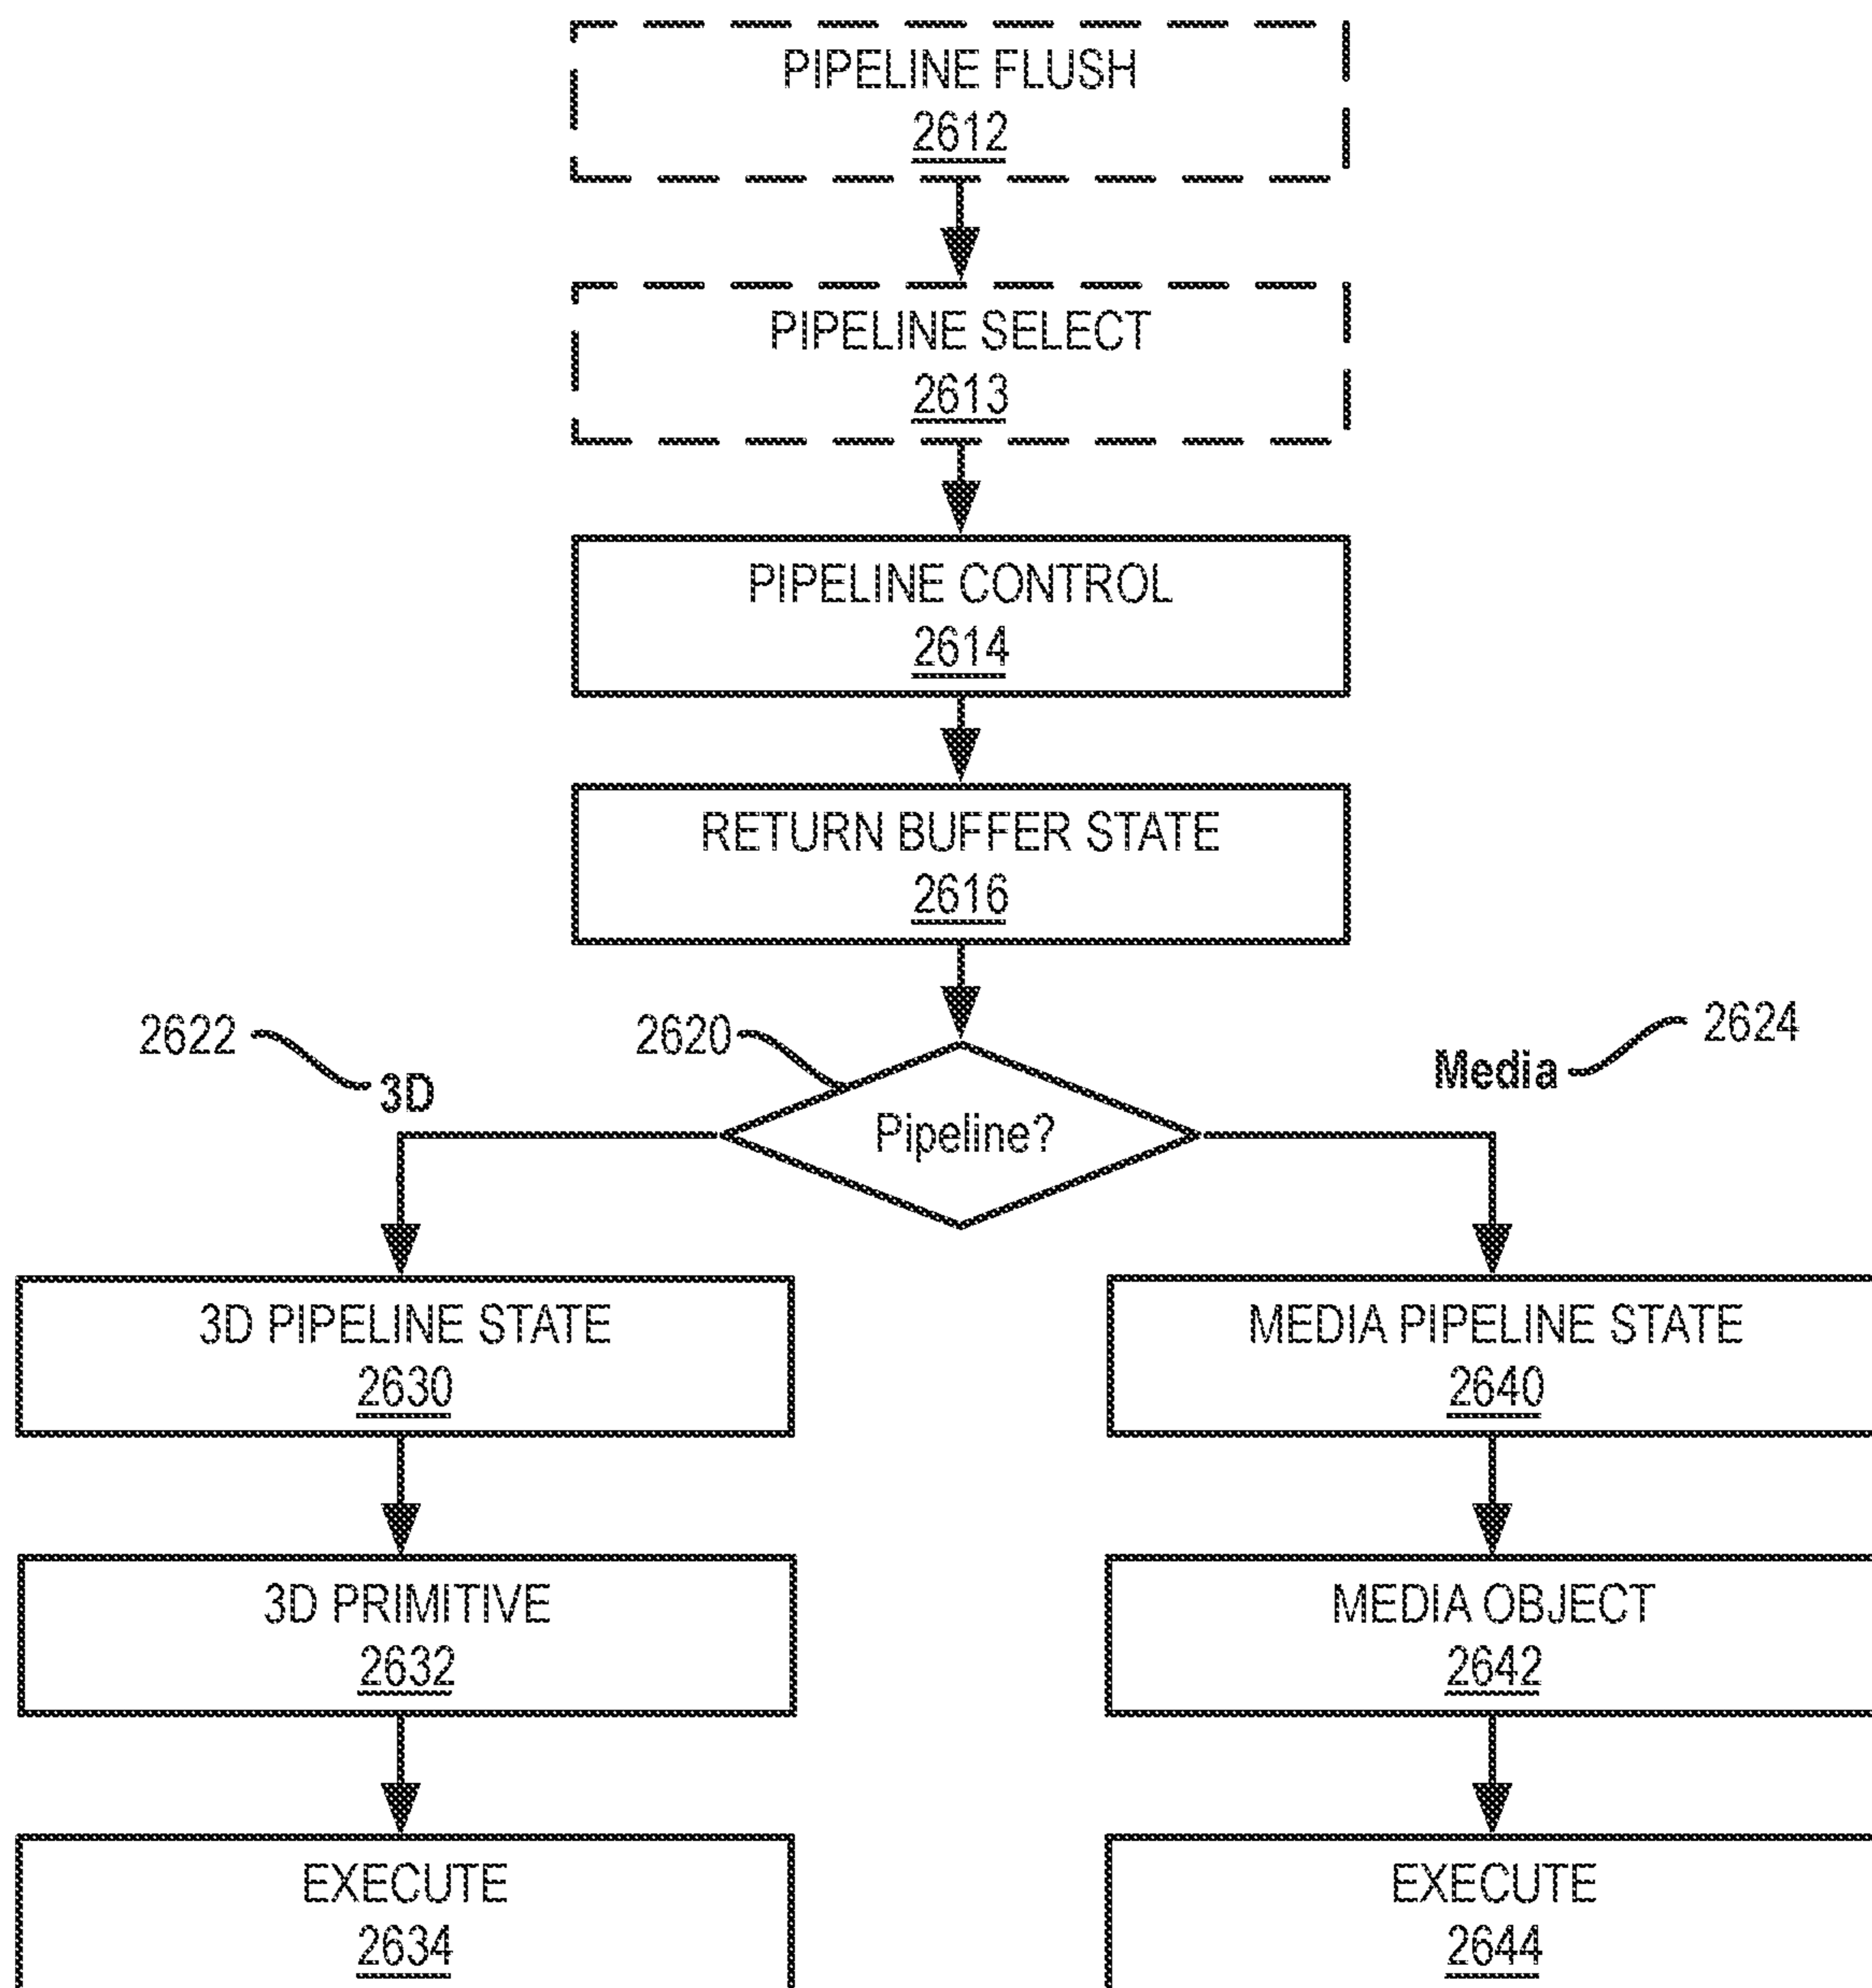 PIPELINE FLUSH
2612
PIPELINE SELECT
2613
PIPELINE CONTROL
2614
RETURN BUFFER STATE
2616
2622
3D
2620
Pipeline?
Media
2624
3D PIPELINE STATE
2630
MEDIA PIPELINE STATE
2640
3D PRIMITIVE
2632
MEDIA OBJECT
2642
EXECUTE
2634
EXECUTE
2644